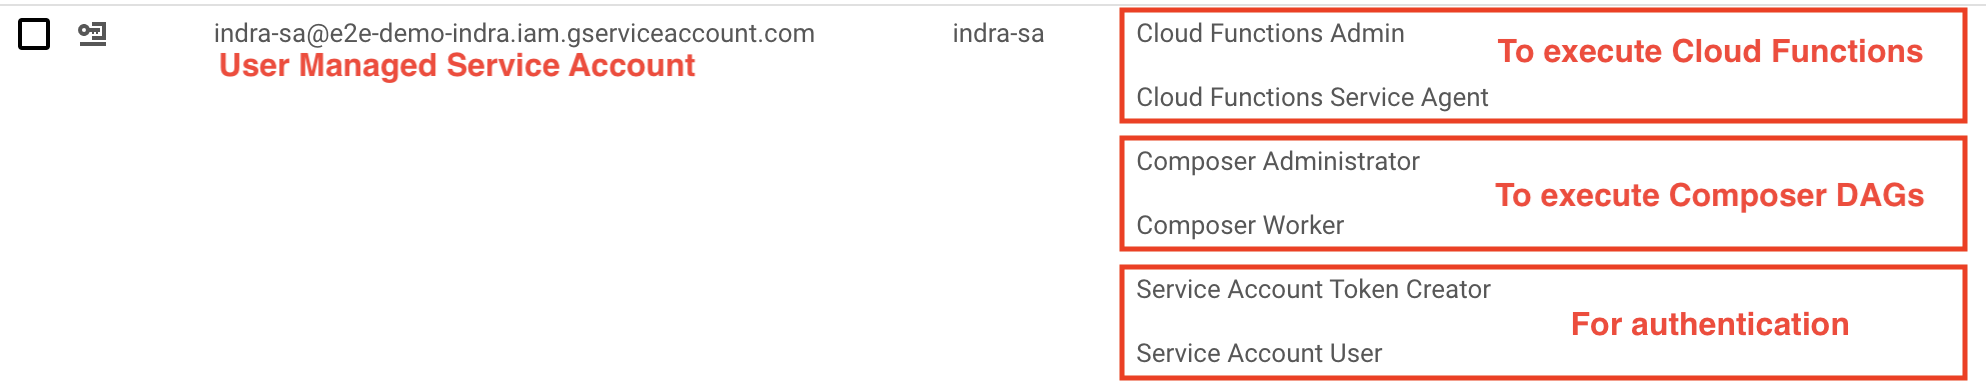 indra-sa@e2e-demo-indra.iam.gserviceaccount.com
User Managed Service Account
indra-sa
Cloud Functions Admin
To execute Cloud Functions
Cloud Functions Service Agent
Composer Administrator
To execute Composer DAGs
Composer Worker
Service Account Token Creator
For authentication
Service Account User